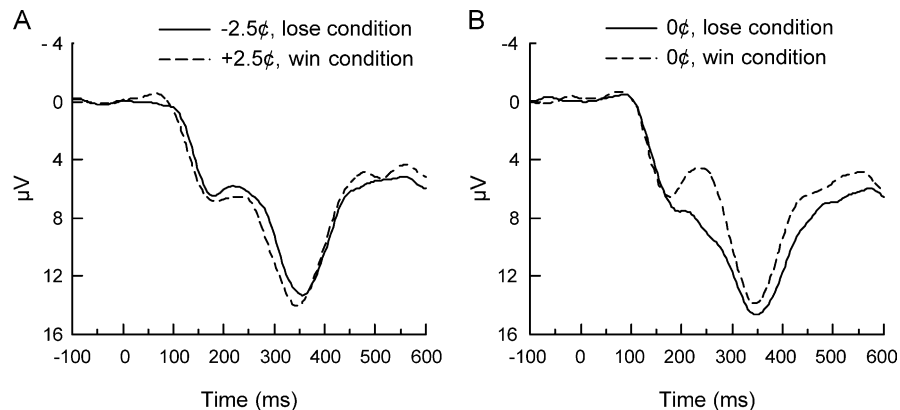 A
-2.5¢, lose condition
+2.5¢, win condition
-4
0
4
8
12
16
µV
-100 0 100 200 300 400 500 600
Time (ms)
B
0¢, lose condition
0¢, win condition
-4
0
4
8
12
16
µV
-100 0 100 200 300 400 500 600
Time (ms)